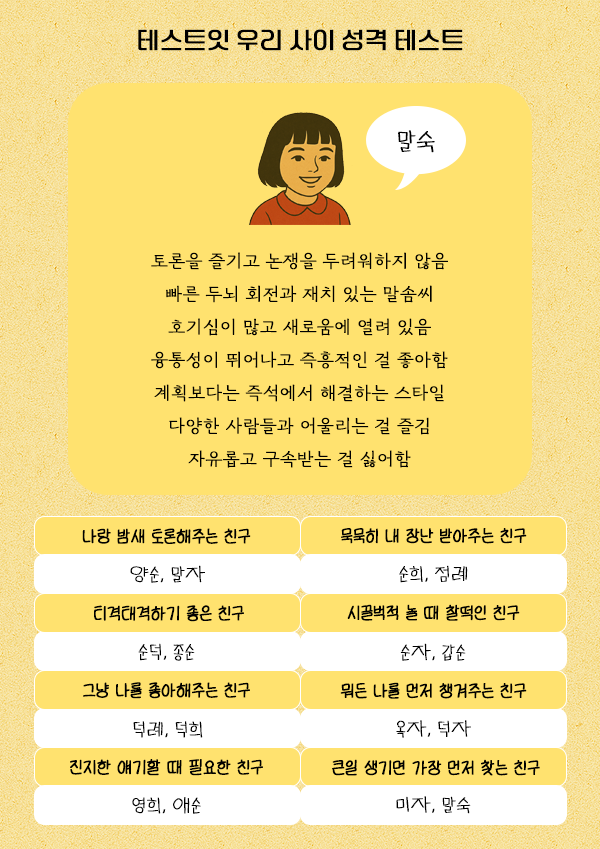 테스트잇 우리 사이 성격 테스트
말숙
토론을 즐기고 논쟁을 두려워하지 않음
빠른 두뇌 회전과 재치 있는 말솜씨
호기심이 많고 새로움에 열려 있음
융통성이 뛰어나고 즉흥적인 걸 좋아함
계획보다는 즉석에서 해결하는 스타일
다양한 사람들과 어울리는 걸 즐김
자유롭고 구속받는 걸 싫어함
나랑 밤새 토론해주는 친구
묵묵히 내 장난 받아주는 친구
양순, 말자
순희, 점례
티격태격하기 좋은 친구
시끌벅적 놀 때 찰떡인 친구
순덕, 종순
순자, 갑순
그냥 나를 좋아해주는 친구
뭐든 나를 먼저 챙겨주는 친구
덕례, 덕희
옥자, 덕자
진지한 얘기할 때 필요한 친구
큰일 생기면 가장 먼저 찾는 친구
영희, 애순
미자, 말숙